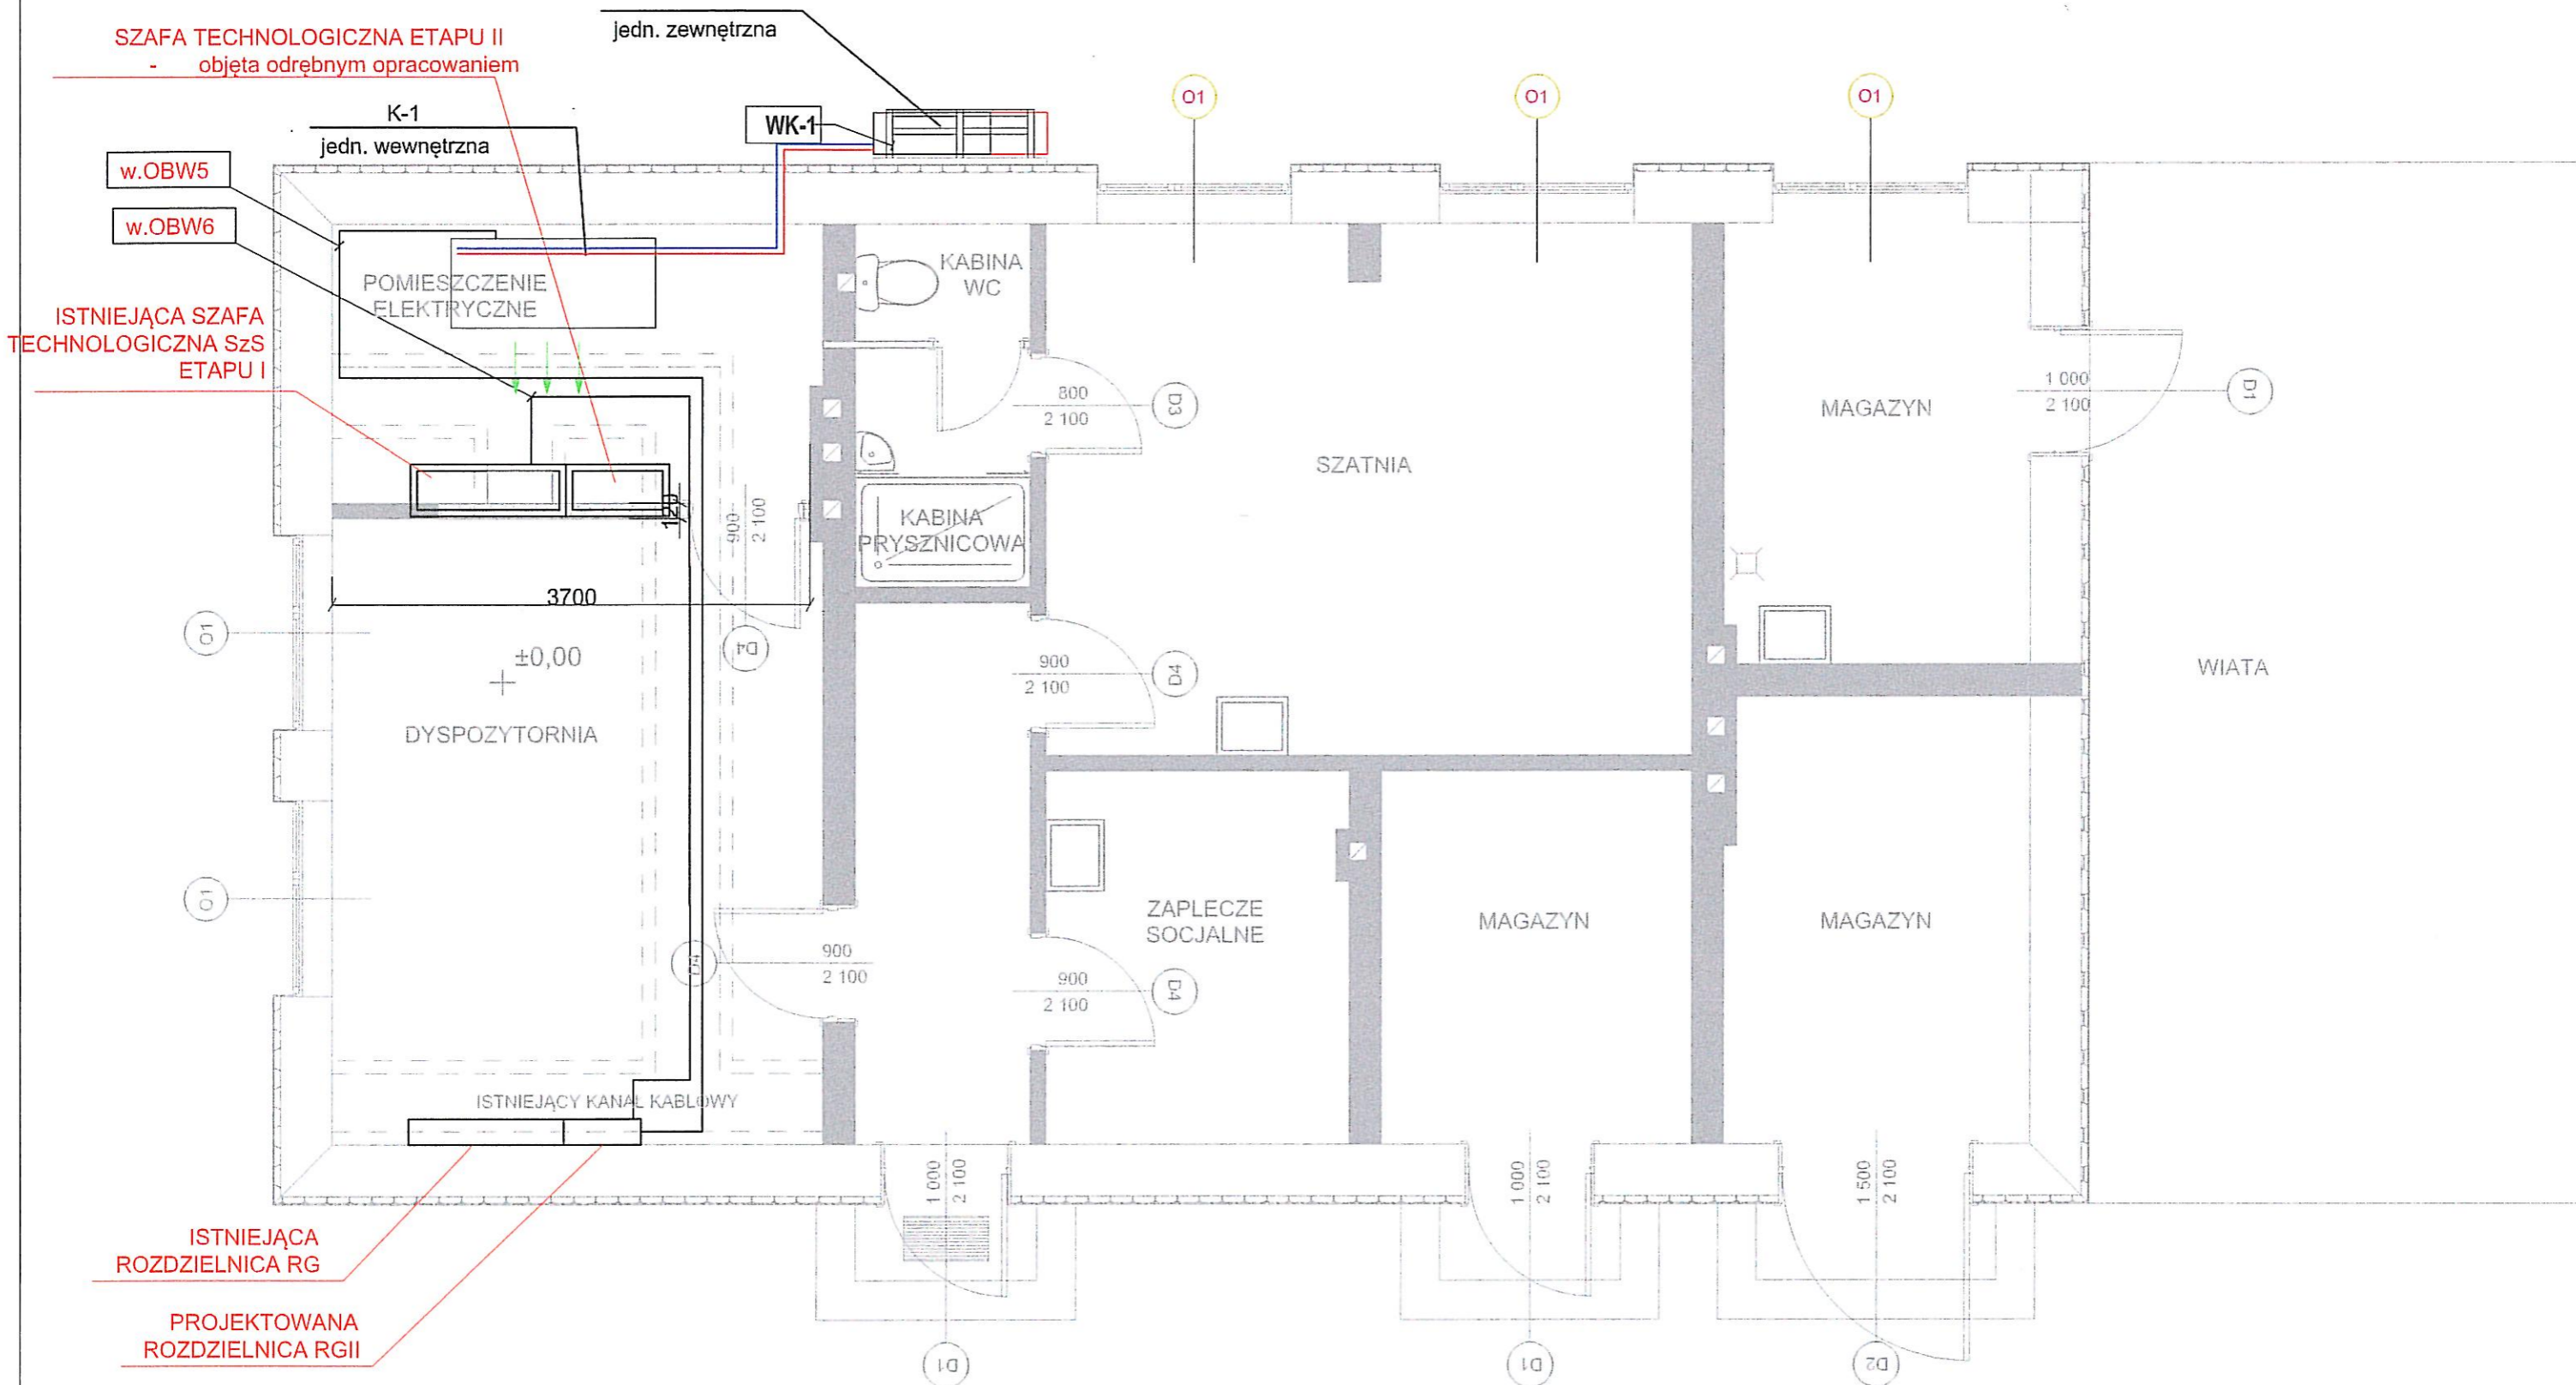 SZAFA TECHNOLOGICZNA ETAPU II
- objęta odrębnym opracowaniem
jedn. zewnętrzna
K-1
jedn. wewnętrzna
WK-1
O1
O1
O1
w.OBW5
w.OBW6
POMIESZCZENIE
ELEKTRYCZNE
KABINA
WC
ISTNIEJĄCA SZAFA
TECHNOLOGICZNA SzS
ETAPU I
800
2 100
D3
MAGAZYN
1 000
2 100
D1
SZATNIA
900
2 100
KABINA
PRYSZNICOWA
3700
O1
±0,00
D4
900
2 100
D4
WIATA
DYSPOZYTORNIA
O1
ZAPLECZE
SOCJALNE
MAGAZYN
MAGAZYN
D4
900
2 100
900
2 100
D4
ISTNIEJĄCY KANAŁ KABLOWY
1 000
2 100
1 000
2 100
1 500
2 100
ISTNIEJĄCA
ROZDZIELNICA RG
PROJEKTOWANA
ROZDZIELNICA RGII
D1
D1
D2